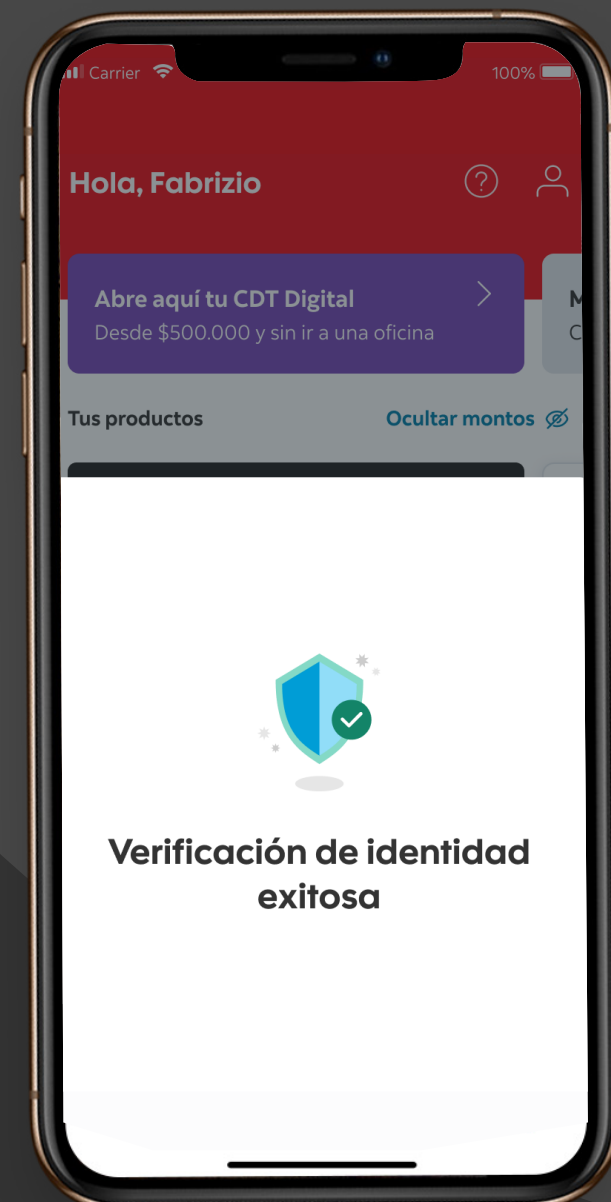 Carrier
100%
Hola, Fabrizio
Abre aquí tu CDT Digital
Desde $500.000 y sin ir a una oficina
M
C
Tus productos
Ocultar montos
Verificación de identidad
exitosa